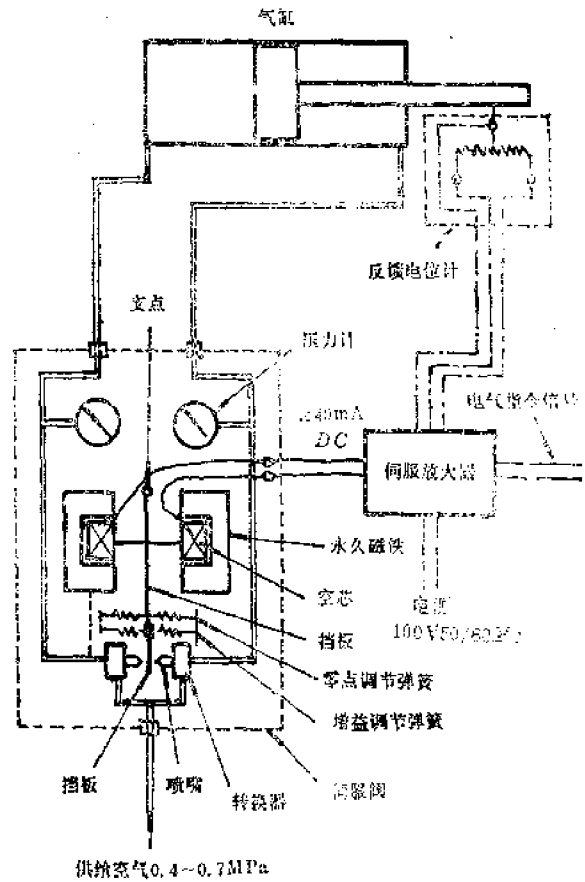 气缸
反馈电位计
支点
压力计
电气指令信号
±40mA
DC
伺服放大器
永久磁铁
空芯
电源
100V50/60Hz
挡板
零点调节弹簧
增益调节弹簧
挡板
喷嘴
转换器
伺服阀
供给空气0.4~0.7MPa